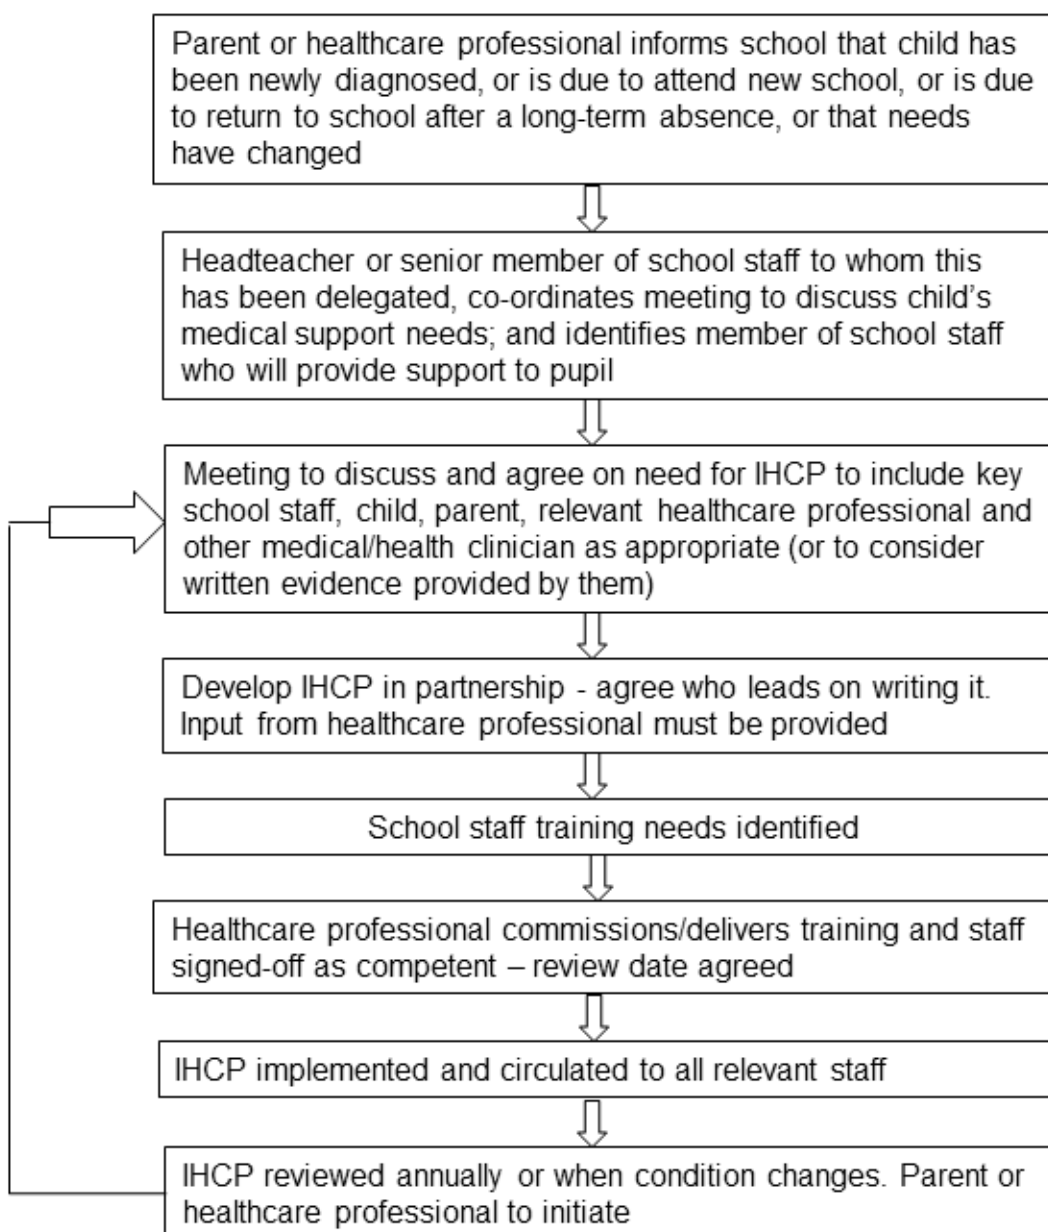 Parent or healthcare professional informs school that child has
been newly diagnosed, or is due to attend new school, or is due
to return to school after a long-term absence, or that needs
have changed
Headteacher or senior member of school staff to whom this
has been delegated, co-ordinates meeting to discuss child’s
medical support needs; and identifies member of school staff
who will provide support to pupil
Meeting to discuss and agree on need for IHCP to include key
school staff, child, parent, relevant healthcare professional and
other medical/health clinician as appropriate (or to consider
written evidence provided by them)
Develop IHCP in partnership - agree who leads on writing it.
Input from healthcare professional must be provided
School staff training needs identified
Healthcare professional commissions/delivers training and staff
signed-off as competent – review date agreed
IHCP implemented and circulated to all relevant staff
IHCP reviewed annually or when condition changes. Parent or
healthcare professional to initiate